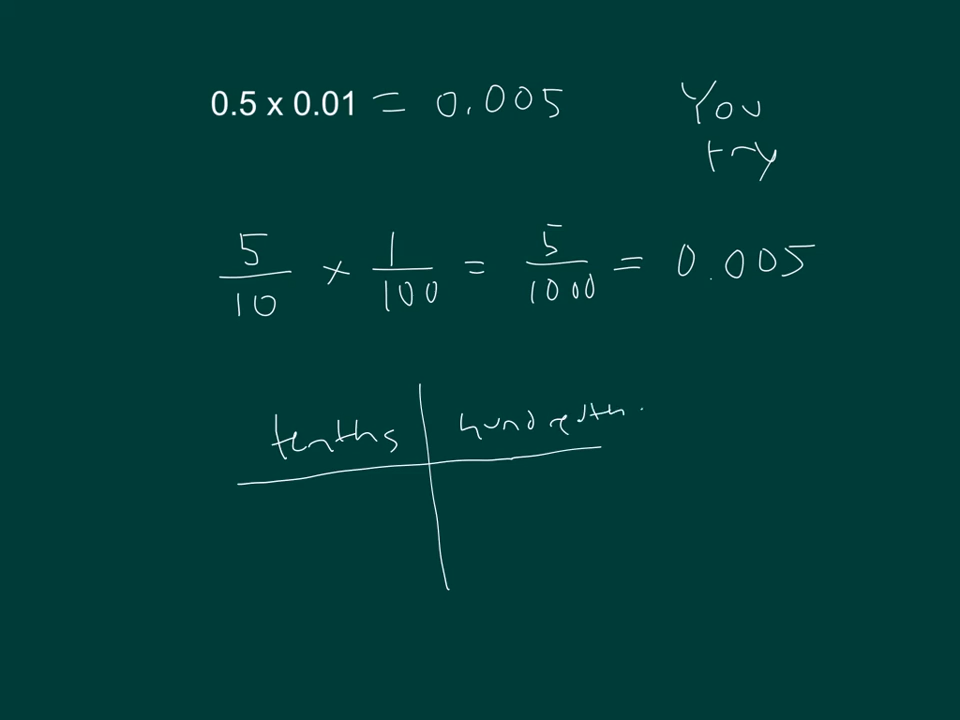 0.5 x 0.01 = 0.005
You
try
5/10 × 1/100 = 5/1000 = 0.005
tenths